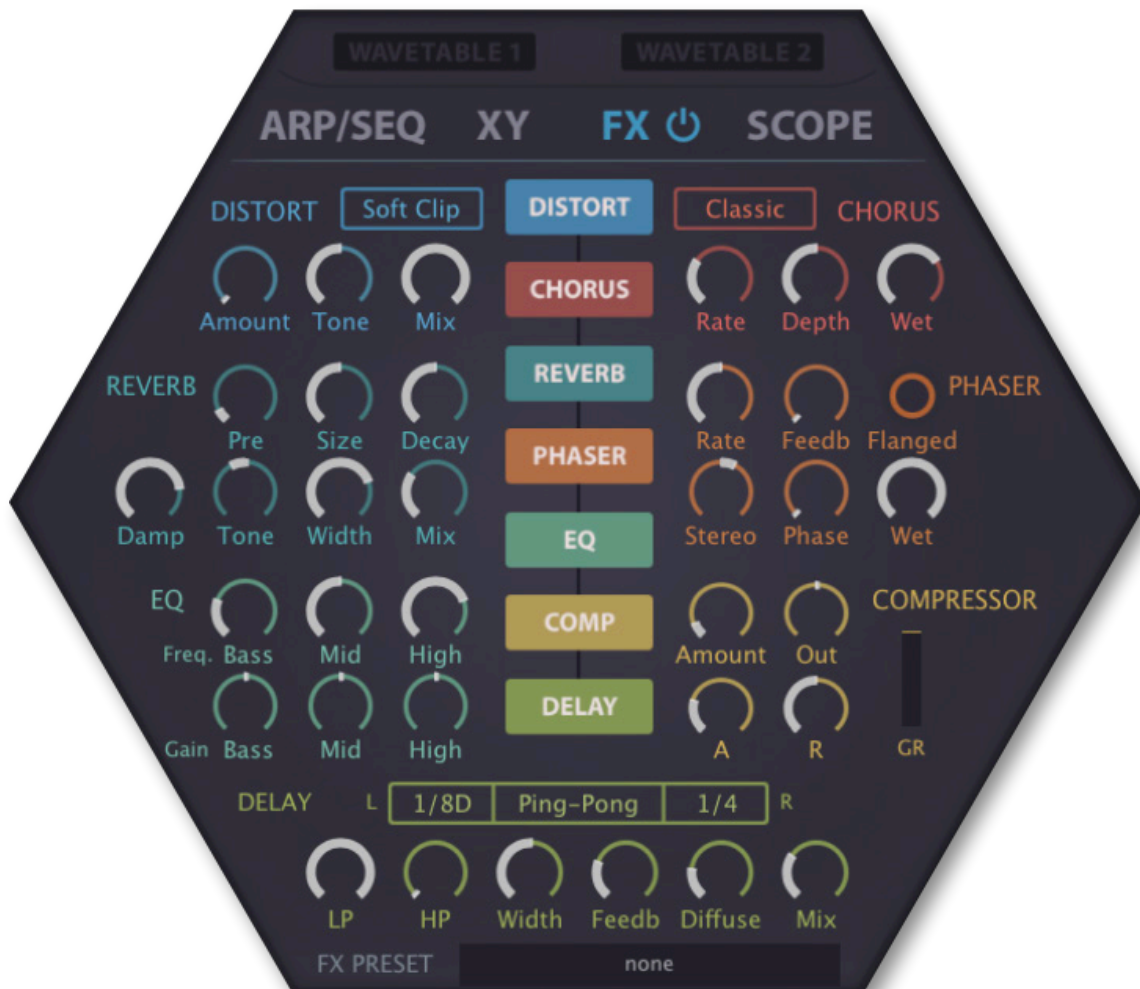 WAVETABLE 1 WAVETABLE 2
ARP/SEQ XY FX SCOPE
DISTORT Soft Clip DISTORT Classic CHORUS
CHORUS
Amount Tone Mix Rate Depth Wet
REVERB REVERB PHASER
Pre Size Decay Rate Feedb Flanged
PHASER
Damp Tone Width Mix Stereo Phase Wet
EQ
EQ COMP COMPRESSOR
Freq. Bass Mid High Amount Out
DELAY
Gain Bass Mid High A R GR
DELAY L 1/8D Ping-Pong 1/4 R
LP HP Width Feedb Diffuse Mix
FX PRESET none